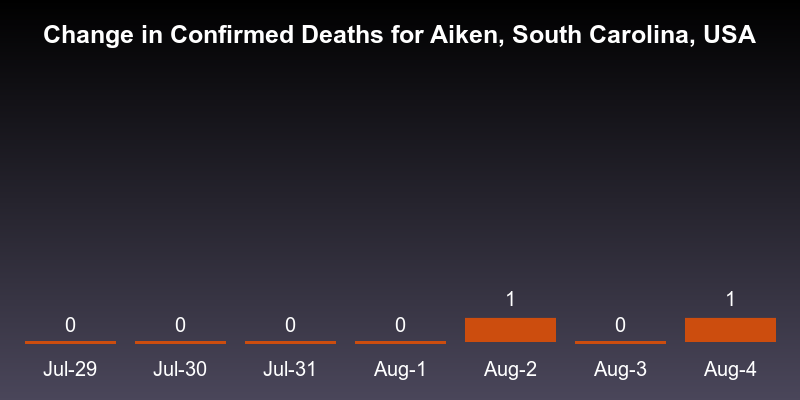 Change in Confirmed Deaths for Aiken, South Carolina, USA
0 0 0 0 1 0 1
Jul-29 Jul-30 Jul-31 Aug-1 Aug-2 Aug-3 Aug-4